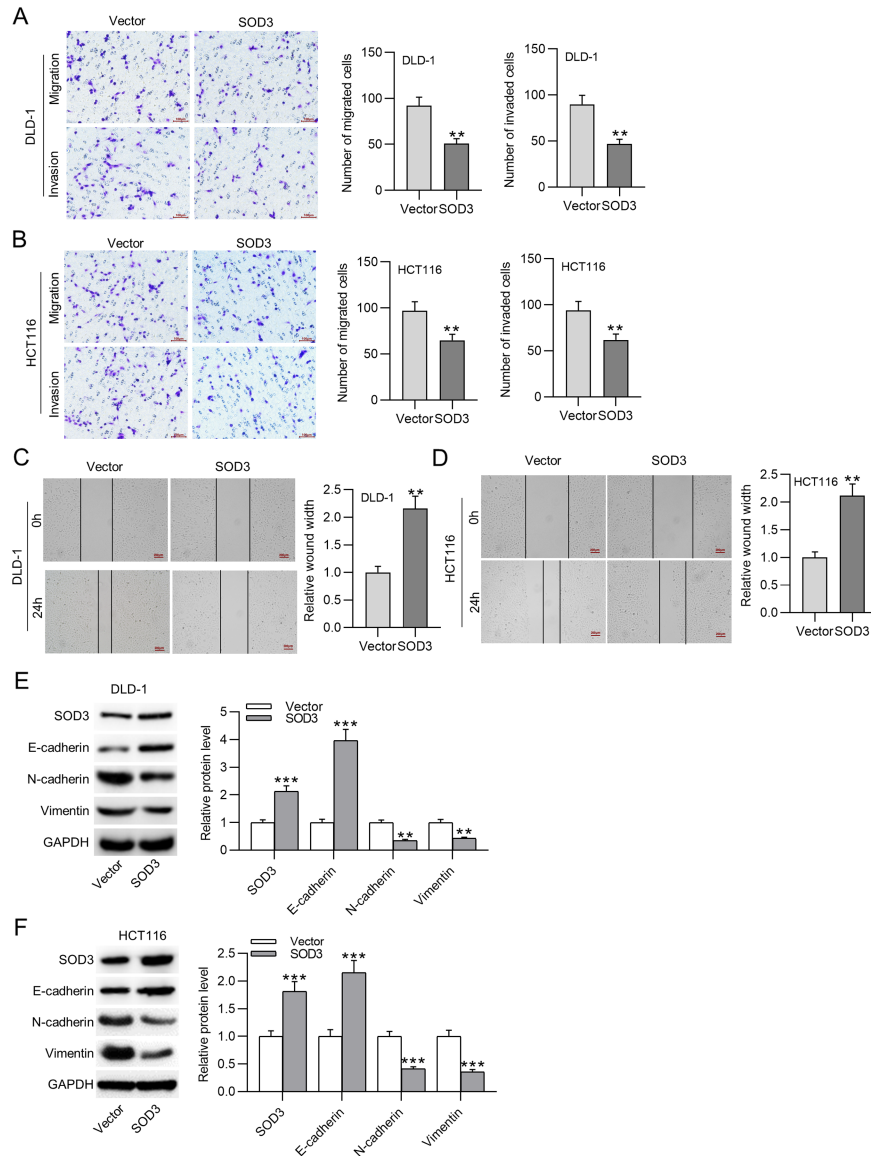 A
Vector SOD3
DLD-1
Migration
Invasion
Number of migrated cells
150
100
50
0
DLD-1
**
Vector SOD3
Number of invaded cells
150
100
50
0
DLD-1
**
Vector SOD3
B
Vector SOD3
HCT116
Migration
Invasion
Number of migrated cells
150
100
50
0
HCT116
**
Vector SOD3
Number of invaded cells
150
100
50
0
HCT116
**
Vector SOD3
C
Vector SOD3
DLD-1
0h
24h
Relative wound width
2.5
2.0
1.5
1.0
0.5
0.0
DLD-1
**
Vector SOD3
D
Vector SOD3
HCT116
0h
24h
Relative wound width
2.5
2.0
1.5
1.0
0.5
0.0
HCT116
**
Vector SOD3
E
DLD-1
SOD3
E-cadherin
N-cadherin
Vimentin
GAPDH
Vector SOD3
Relative protein level
5
4
3
2
1
0
Vector
SOD3
***
***
**
**
SOD3
E-cadherin
N-cadherin
Vimentin
F
HCT116
SOD3
E-cadherin
N-cadherin
Vimentin
GAPDH
Vector SOD3
Relative protein level
2.5
2.0
1.5
1.0
0.5
0.0
Vector
SOD3
***
***
***
***
SOD3
E-cadherin
N-cadherin
Vimentin